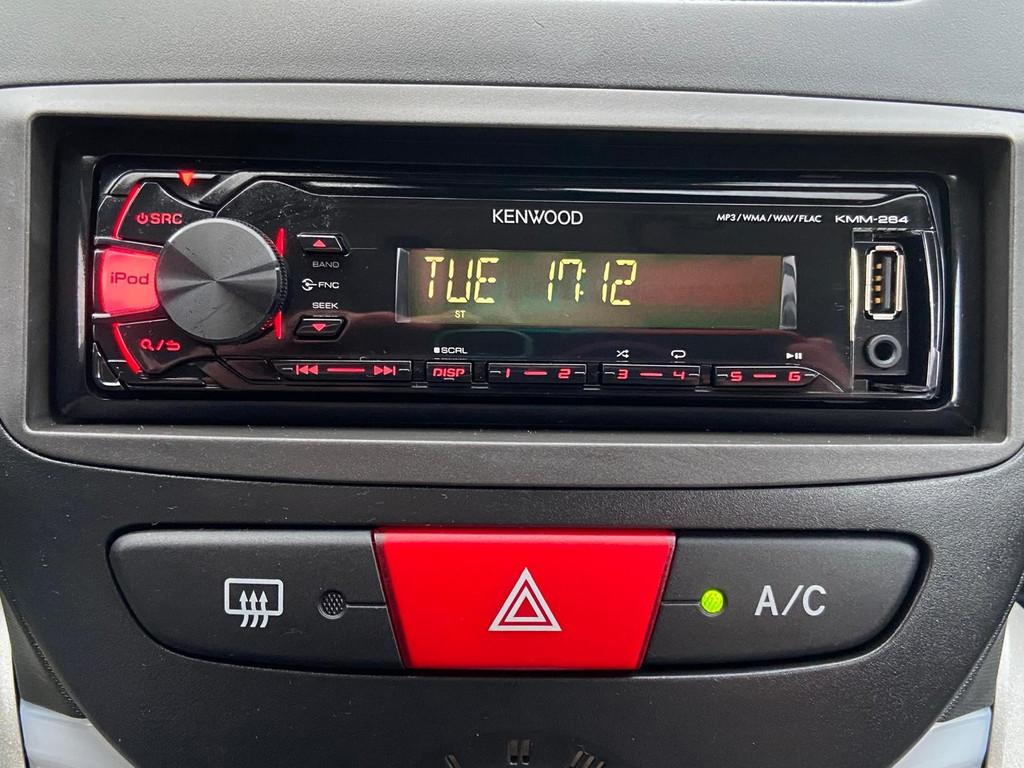 SRC
KENWOOD
MP3/WMA/WAV/FLAC
KMM-264
iPod
BAND
FNC
SEEK
TUE 17:12
ST
SCRL
DISP
1 2
3 4
5 6
A/C